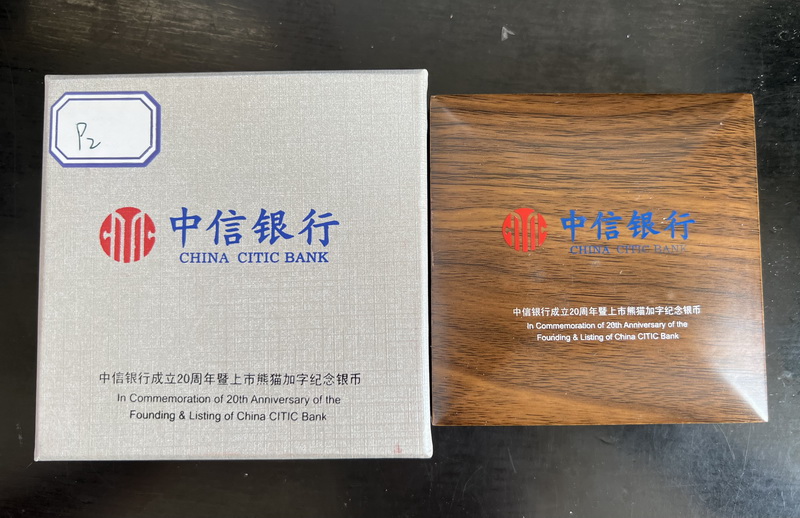 P2
CITIC
中信银行
CHINA CITIC BANK
中信银行成立20周年暨上市熊猫加字纪念银币
In Commemoration of 20th Anniversary of the
Founding & Listing of China CITIC Bank
CITIC
中信银行
CHINA CITIC BANK
中信银行成立20周年暨上市熊猫加字纪念银币
In Commemoration of 20th Anniversary of the
Founding & Listing of China CITIC Bank